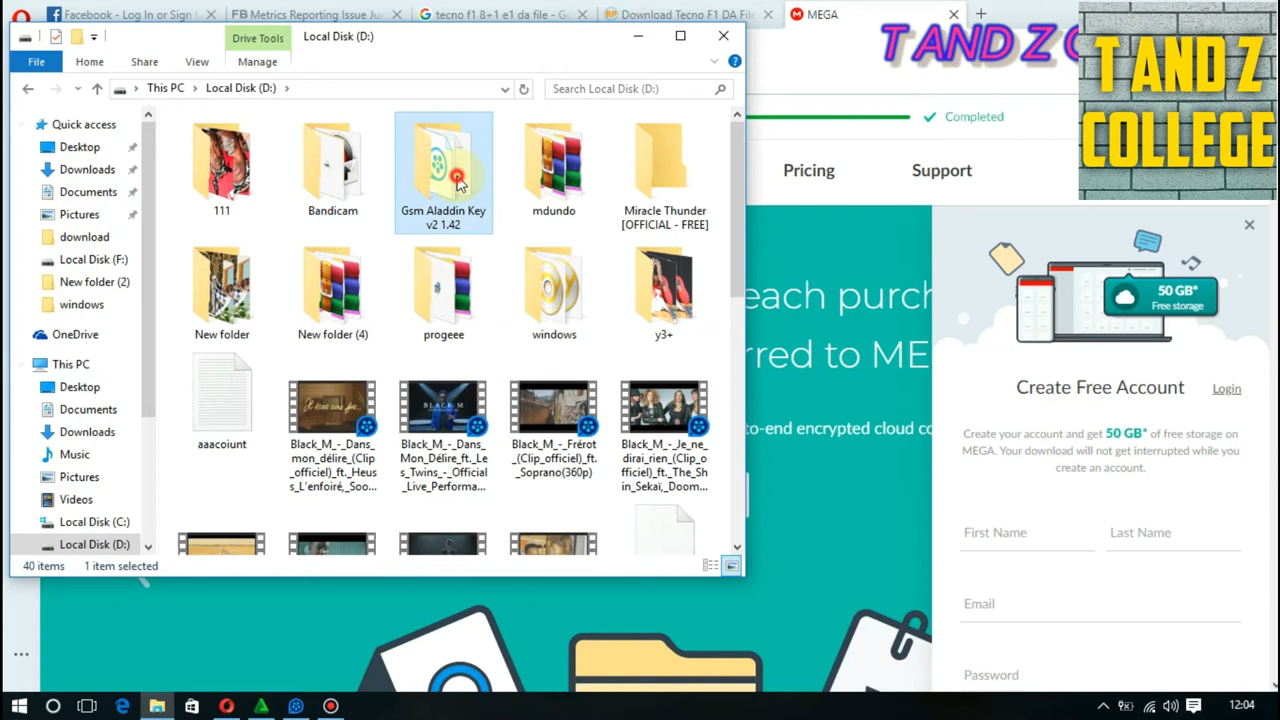 Facebook - Log In or Sign
FB Metrics Reporting Issue Ju
tecno f1 8+1 e1 da file - G
Download Tecno F1 DA File
MEGA
T AND Z C
T AND Z
COLLEGE
Drive Tools
Local Disk (D:)
File
Home
Share
View
Manage
This PC
Local Disk (D:)
Search Local Disk (D:)
Completed
Pricing
Support
Quick access
Desktop
Downloads
Documents
Pictures
download
Local Disk (F:)
New folder (2)
windows
OneDrive
This PC
Desktop
Documents
Downloads
Music
Pictures
Videos
Local Disk (C:)
Local Disk (D:)
111
Bandicam
Gsm Aladdin Key
v2 1.42
mdundo
Miracle Thunder
[OFFICIAL - FREE]
New folder
New folder (4)
progeee
windows
y3+
aaacoiunt
BLACK M
Black_M_-_Dans_
mon_délire_(Clip
_officiel)_ft._Heus
s_L'enfoiré,_Soo...
Black_M_-_Dans_
Mon_Délire_ft._Le
s_Twins_-_Official
_Live_Performa...
Black_M_-_Frérot
_(Clip_officiel)_ft.
_Soprano(360p)
Black_M_-_Je_ne_
dirai_rien_(Clip_o
fficiel)_ft._The_Shi
n_Sekaï,_Doom...
40 items
1 item selected
each purch
rred to ME
to-end encrypted cloud co
50 GB*
Free storage
Create Free Account
Login
Create your account and get 50 GB* of free storage on
MEGA. Your download will not get interrupted while you
create an account.
First Name
Last Name
Email
Password
12:04